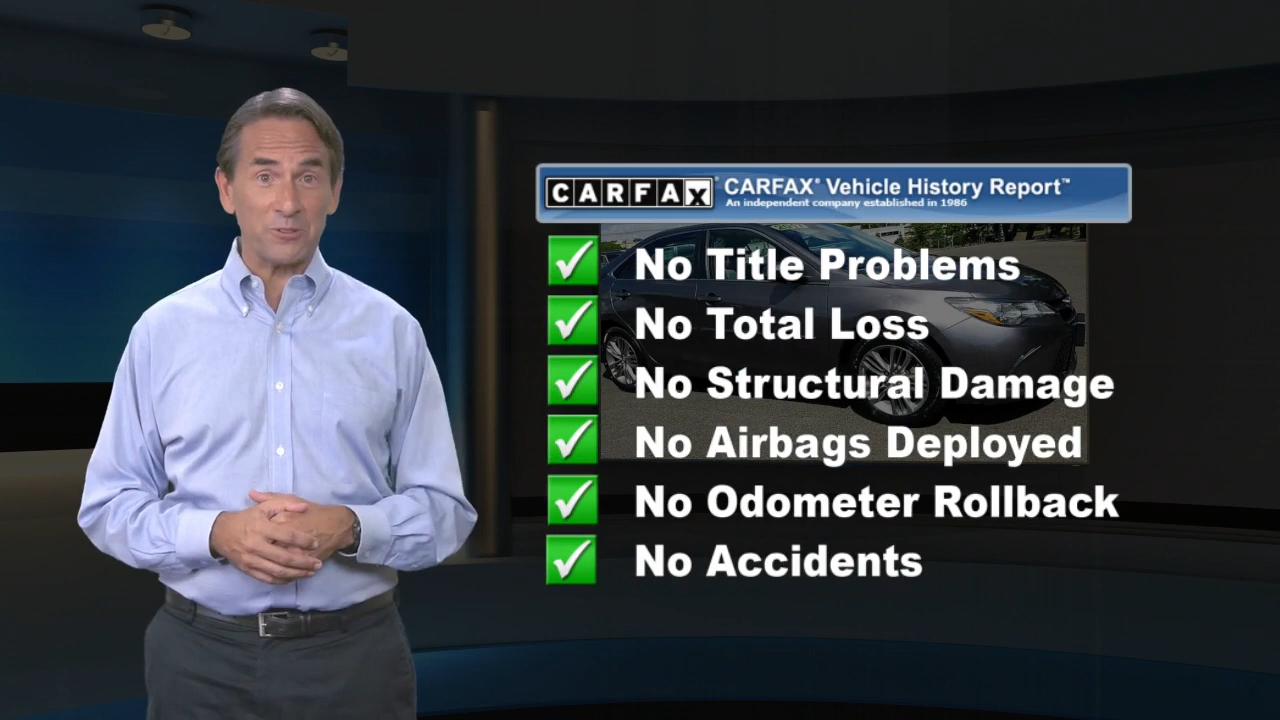 CARFAX® CARFAX® Vehicle History Report™
An independent company established in 1986
No Title Problems
No Total Loss
No Structural Damage
No Airbags Deployed
No Odometer Rollback
No Accidents